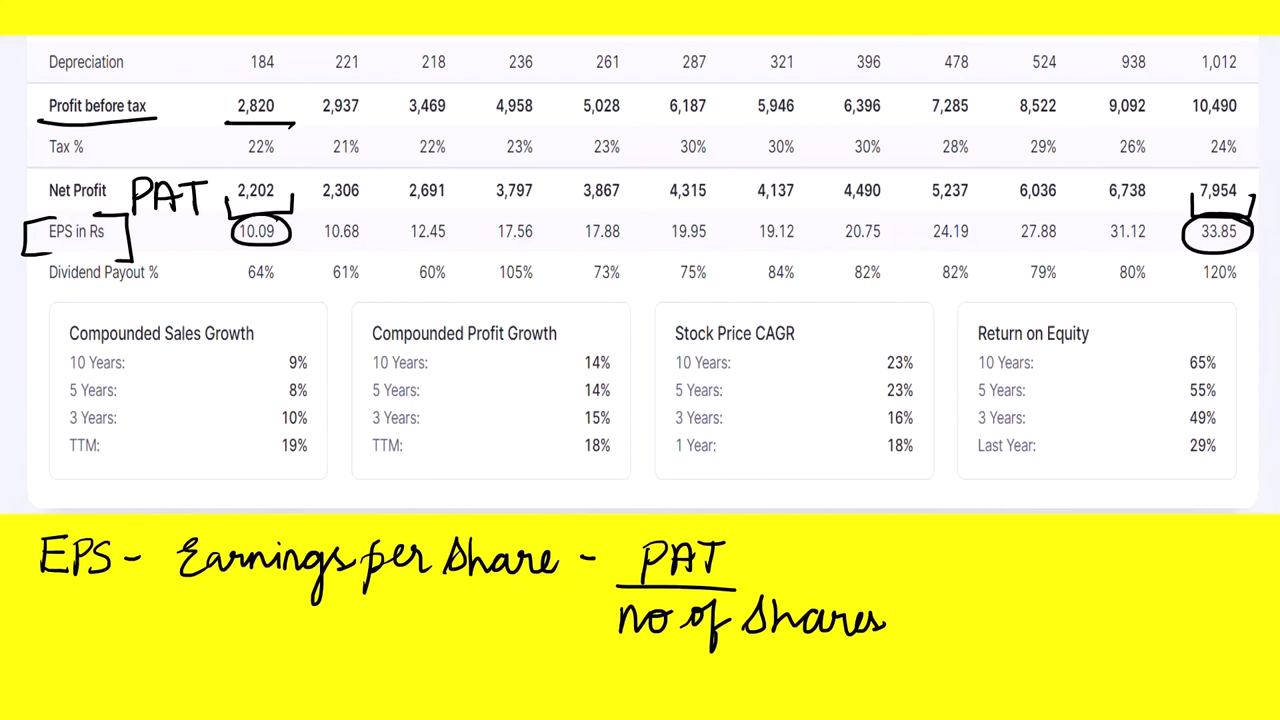 Depreciation 184 221 218 236 261 287 321 396 478 524 938 1,012
Profit before tax 2,820 2,937 3,469 4,958 5,028 6,187 5,946 6,396 7,285 8,522 9,092 10,490
Tax % 22% 21% 22% 23% 23% 30% 30% 30% 28% 29% 26% 24%
Net Profit PAT 2,202 2,306 2,691 3,797 3,867 4,315 4,137 4,490 5,237 6,036 6,738 7,954
EPS in Rs 10.09 10.68 12.45 17.56 17.88 19.95 19.12 20.75 24.19 27.88 31.12 33.85
Dividend Payout % 64% 61% 60% 105% 73% 75% 84% 82% 82% 79% 80% 120%
Compounded Sales Growth
10 Years: 9%
5 Years: 8%
3 Years: 10%
TTM: 19%
Compounded Profit Growth
10 Years: 14%
5 Years: 14%
3 Years: 15%
TTM: 18%
Stock Price CAGR
10 Years: 23%
5 Years: 23%
3 Years: 16%
1 Year: 18%
Return on Equity
10 Years: 65%
5 Years: 55%
3 Years: 49%
Last Year: 29%
EPS - Earnings per share - PAT
no of shares